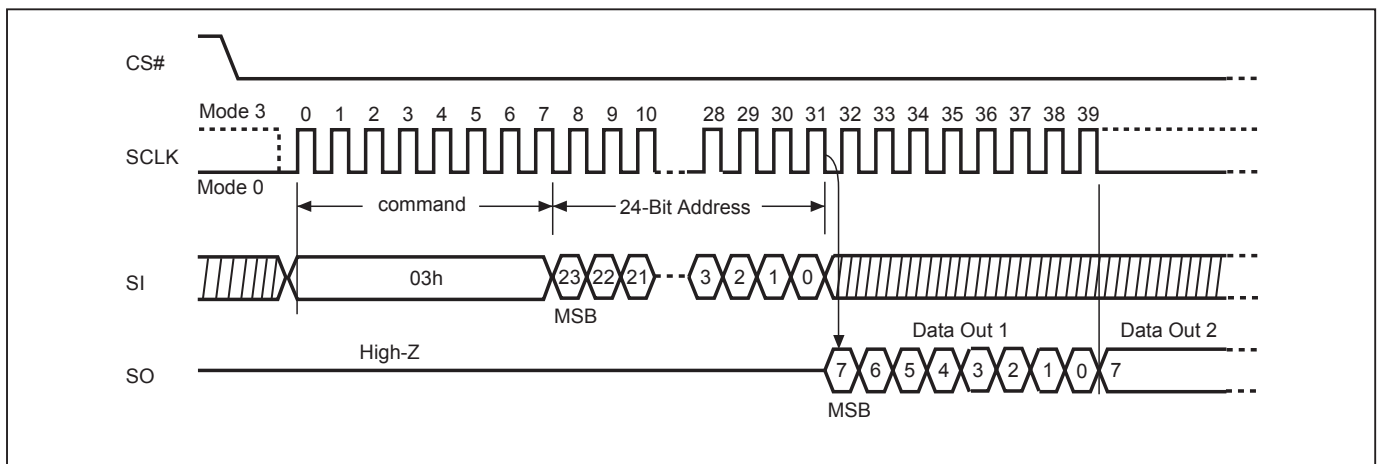 CS#
Mode 3
0 1 2 3 4 5 6 7 8 9 10 28 29 30 31 32 33 34 35 36 37 38 39
SCLK
Mode 0
command
24-Bit Address
SI
03h
23 22 21 3 2 1 0
MSB
Data Out 1
Data Out 2
High-Z
SO
7 6 5 4 3 2 1 0 7
MSB